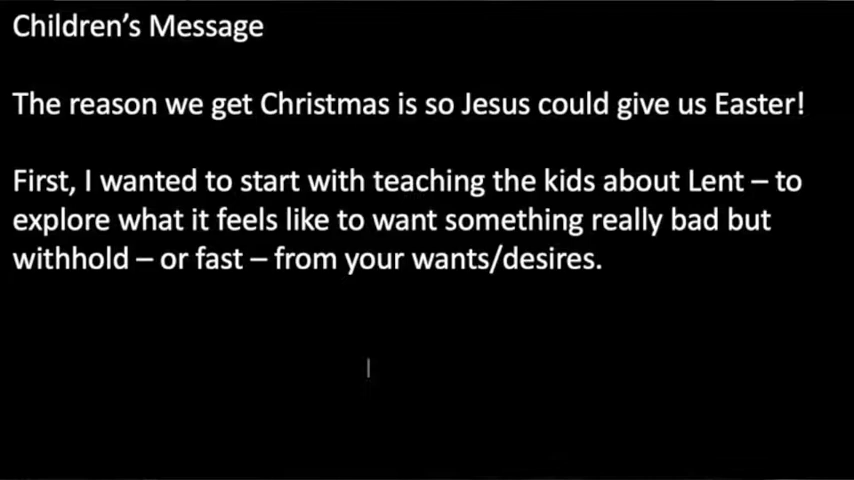 Children’s Message
The reason we get Christmas is so Jesus could give us Easter!
First, I wanted to start with teaching the kids about Lent – to
explore what it feels like to want something really bad but
withhold – or fast – from your wants/desires.